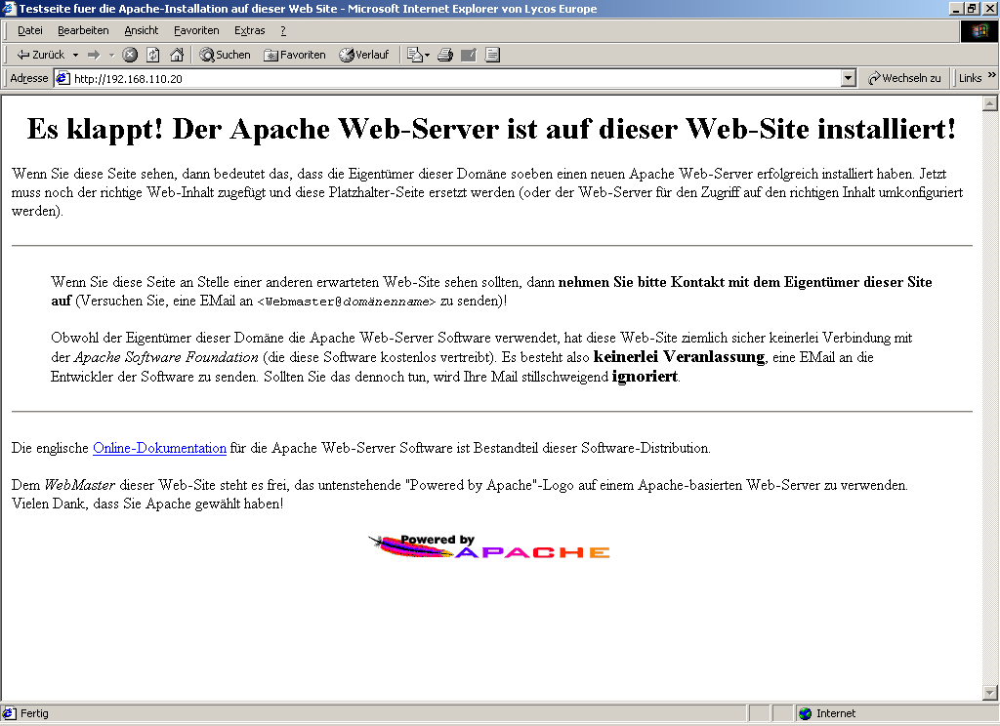 Testseite fuer die Apache-Installation auf dieser Web Site - Microsoft Internet Explorer von Lycos Europe
Datei Bearbeiten Ansicht Favoriten Extras ?
Zurück Suchen Favoriten Verlauf
Adresse http://192.168.110.20 Wechseln zu Links »
Es klappt! Der Apache Web-Server ist auf dieser Web-Site installiert!
Wenn Sie diese Seite sehen, dann bedeutet das, dass die Eigentümer dieser Domäne soeben einen neuen Apache Web-Server erfolgreich installiert haben. Jetzt
muss noch der richtige Web-Inhalt zugefügt und diese Platzhalter-Seite ersetzt werden (oder der Web-Server für den Zugriff auf den richtigen Inhalt umkonfiguriert
werden).
Wenn Sie diese Seite an Stelle einer anderen erwarteten Web-Site sehen sollten, dann nehmen Sie bitte Kontakt mit dem Eigentümer dieser Site
auf (Versuchen Sie, eine EMail an <Webmaster@domänenname> zu senden)!
Obwohl der Eigentümer dieser Domäne die Apache Web-Server Software verwendet, hat diese Web-Site ziemlich sicher keinerlei Verbindung mit
der Apache Software Foundation (die diese Software kostenlos vertreibt). Es besteht also keinerlei Veranlassung, eine EMail an die
Entwickler der Software zu senden. Sollten Sie das dennoch tun, wird Ihre Mail stillschweigend ignoriert.
Die englische Online-Dokumentation für die Apache Web-Server Software ist Bestandteil dieser Software-Distribution.
Dem WebMaster dieser Web-Site steht es frei, das untenstehende "Powered by Apache"-Logo auf einem Apache-basierten Web-Server zu verwenden.
Vielen Dank, dass Sie Apache gewählt haben!
Powered by
APACHE
Fertig Internet